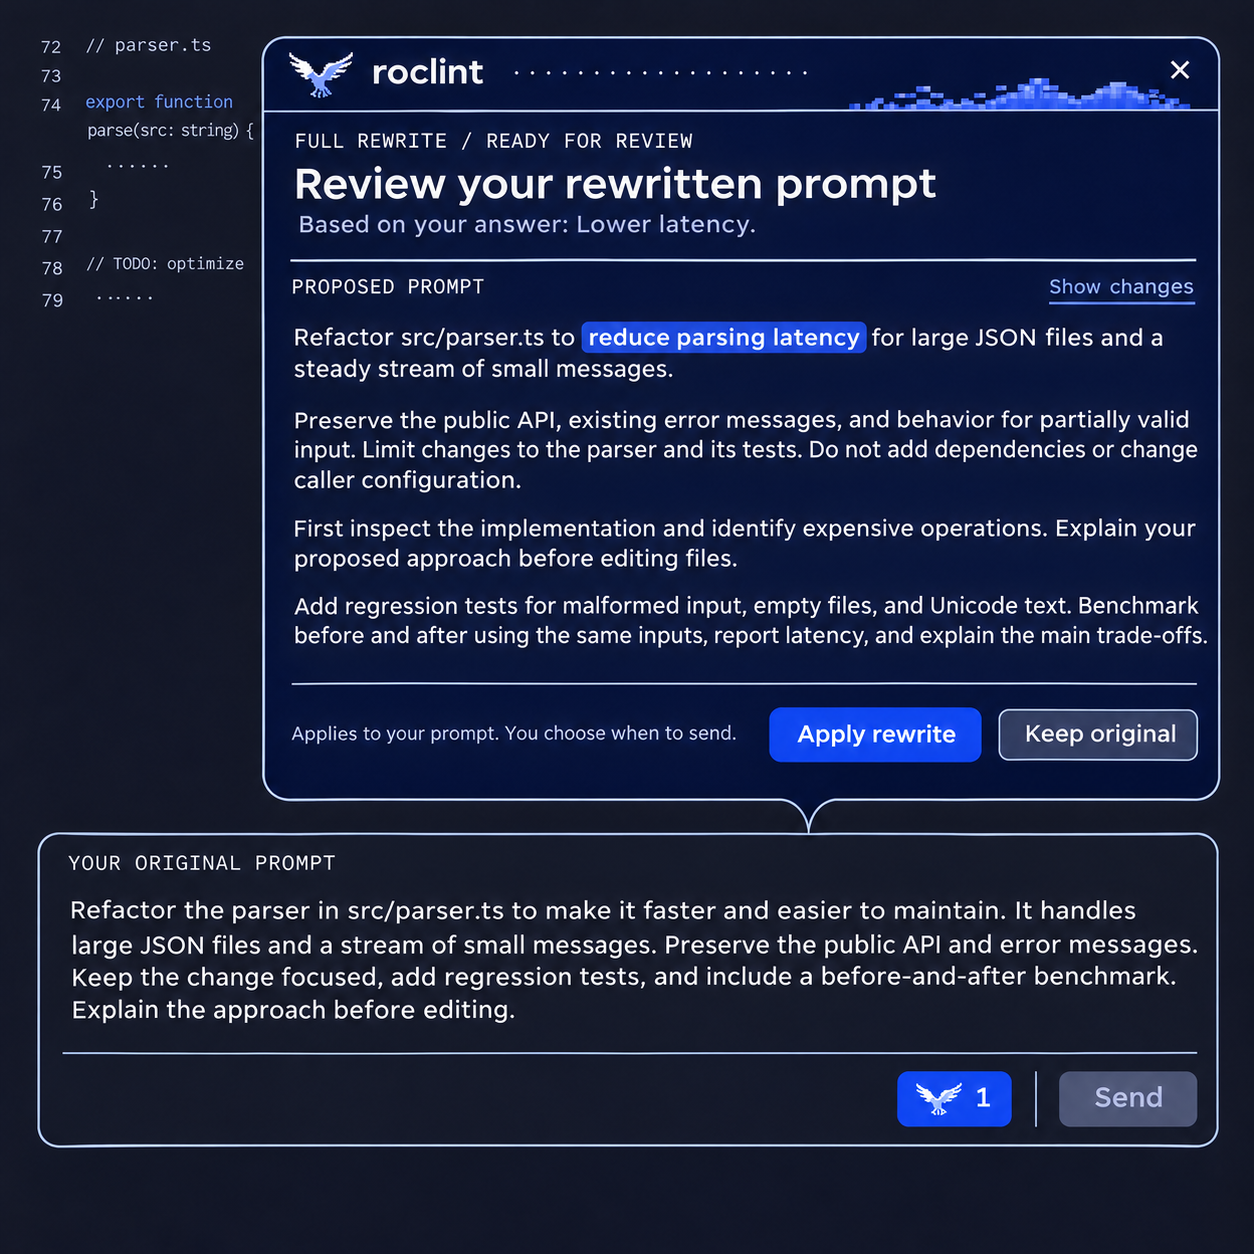 72 // parser.ts
73
74 export function
parse(src: string) {
75 ······
76 }
77
78 // TODO: optimize
79 ······
roclint
×
FULL REWRITE / READY FOR REVIEW
Review your rewritten prompt
Based on your answer: Lower latency.
PROPOSED PROMPT
Show changes
Refactor src/parser.ts to reduce parsing latency for large JSON files and a
steady stream of small messages.
Preserve the public API, existing error messages, and behavior for partially valid
input. Limit changes to the parser and its tests. Do not add dependencies or change
caller configuration.
First inspect the implementation and identify expensive operations. Explain your
proposed approach before editing files.
Add regression tests for malformed input, empty files, and Unicode text. Benchmark
before and after using the same inputs, report latency, and explain the main trade-offs.
Applies to your prompt. You choose when to send.
Apply rewrite
Keep original
YOUR ORIGINAL PROMPT
Refactor the parser in src/parser.ts to make it faster and easier to maintain. It handles
large JSON files and a stream of small messages. Preserve the public API and error messages.
Keep the change focused, add regression tests, and include a before-and-after benchmark.
Explain the approach before editing.
1
Send